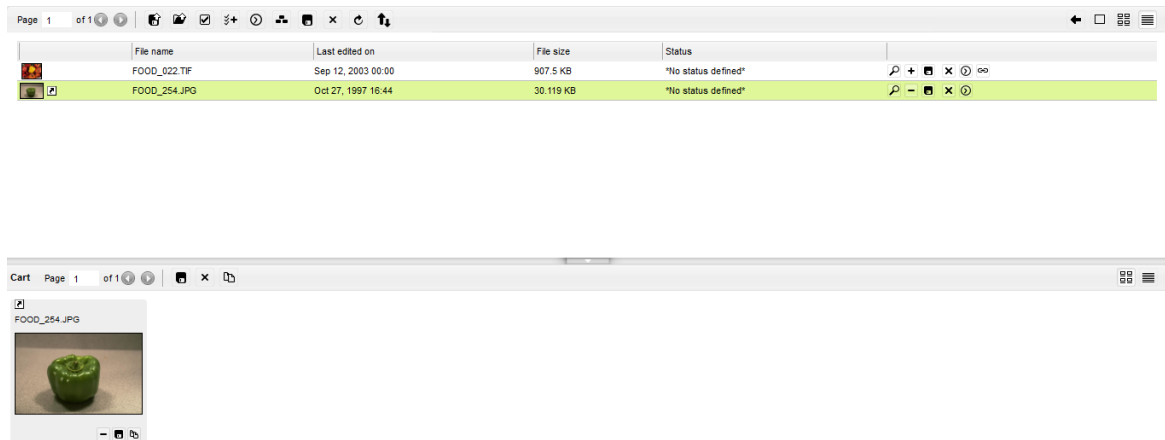 Page 1 of 1
File name Last edited on File size Status
FOOD_022.TIF Sep 12, 2003 00:00 907.5 KB *No status defined*
FOOD_254.JPG Oct 27, 1997 16:44 30.119 KB *No status defined*
Cart Page 1 of 1
FOOD_254.JPG